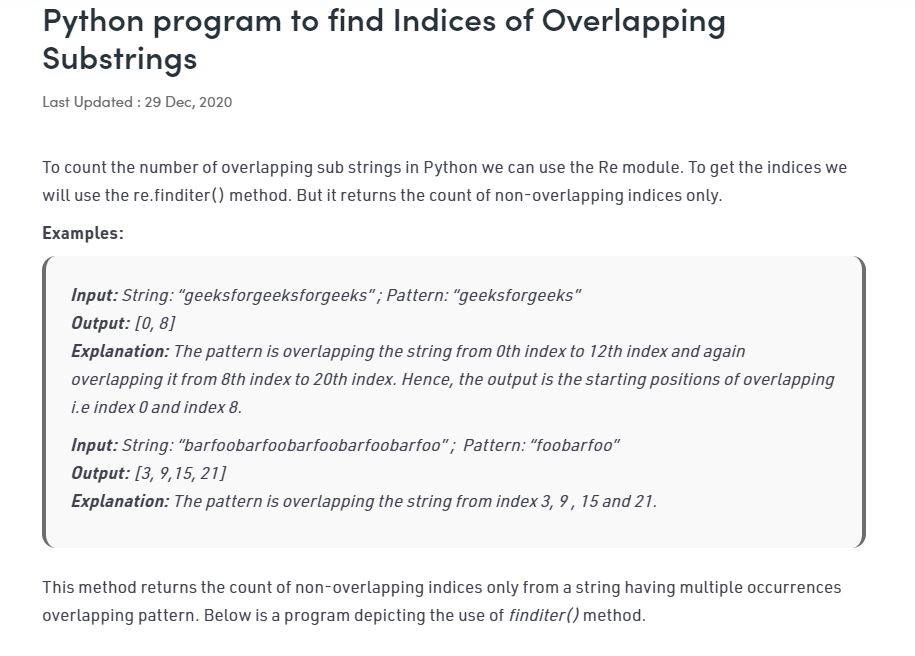 Python program to find Indices of Overlapping
Substrings
Last Updated : 29 Dec, 2020
To count the number of overlapping sub strings in Python we can use the Re module. To get the indices we
will use the re.finditer() method. But it returns the count of non-overlapping indices only.
Examples:
Input: String: “geeksforgeeksforgeeks” ; Pattern: “geeksforgeeks”
Output: [0, 8]
Explanation: The pattern is overlapping the string from 0th index to 12th index and again
overlapping it from 8th index to 20th index. Hence, the output is the starting positions of overlapping
i.e index 0 and index 8.
Input: String: “barfoobarfoobarfoobarfoobarfoo” ; Pattern: “foobarfoo”
Output: [3, 9,15, 21]
Explanation: The pattern is overlapping the string from index 3, 9 , 15 and 21.
This method returns the count of non-overlapping indices only from a string having multiple occurrences
overlapping pattern. Below is a program depicting the use of finditer() method.